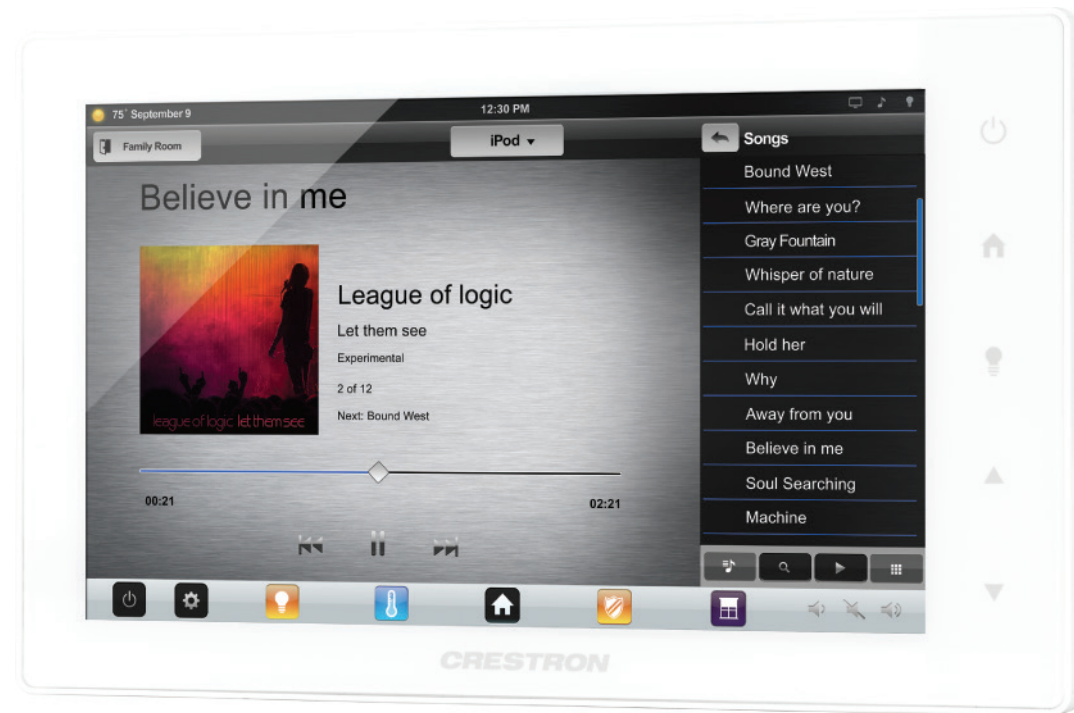 75° September 9
12:30 PM
Family Room
iPod
Songs
Believe in me
league of logic let them see
League of logic
Let them see
Experimental
2 of 12
Next: Bound West
00:21
02:21
Bound West
Where are you?
Gray Fountain
Whisper of nature
Call it what you will
Hold her
Why
Away from you
Believe in me
Soul Searching
Machine
CRESTRON